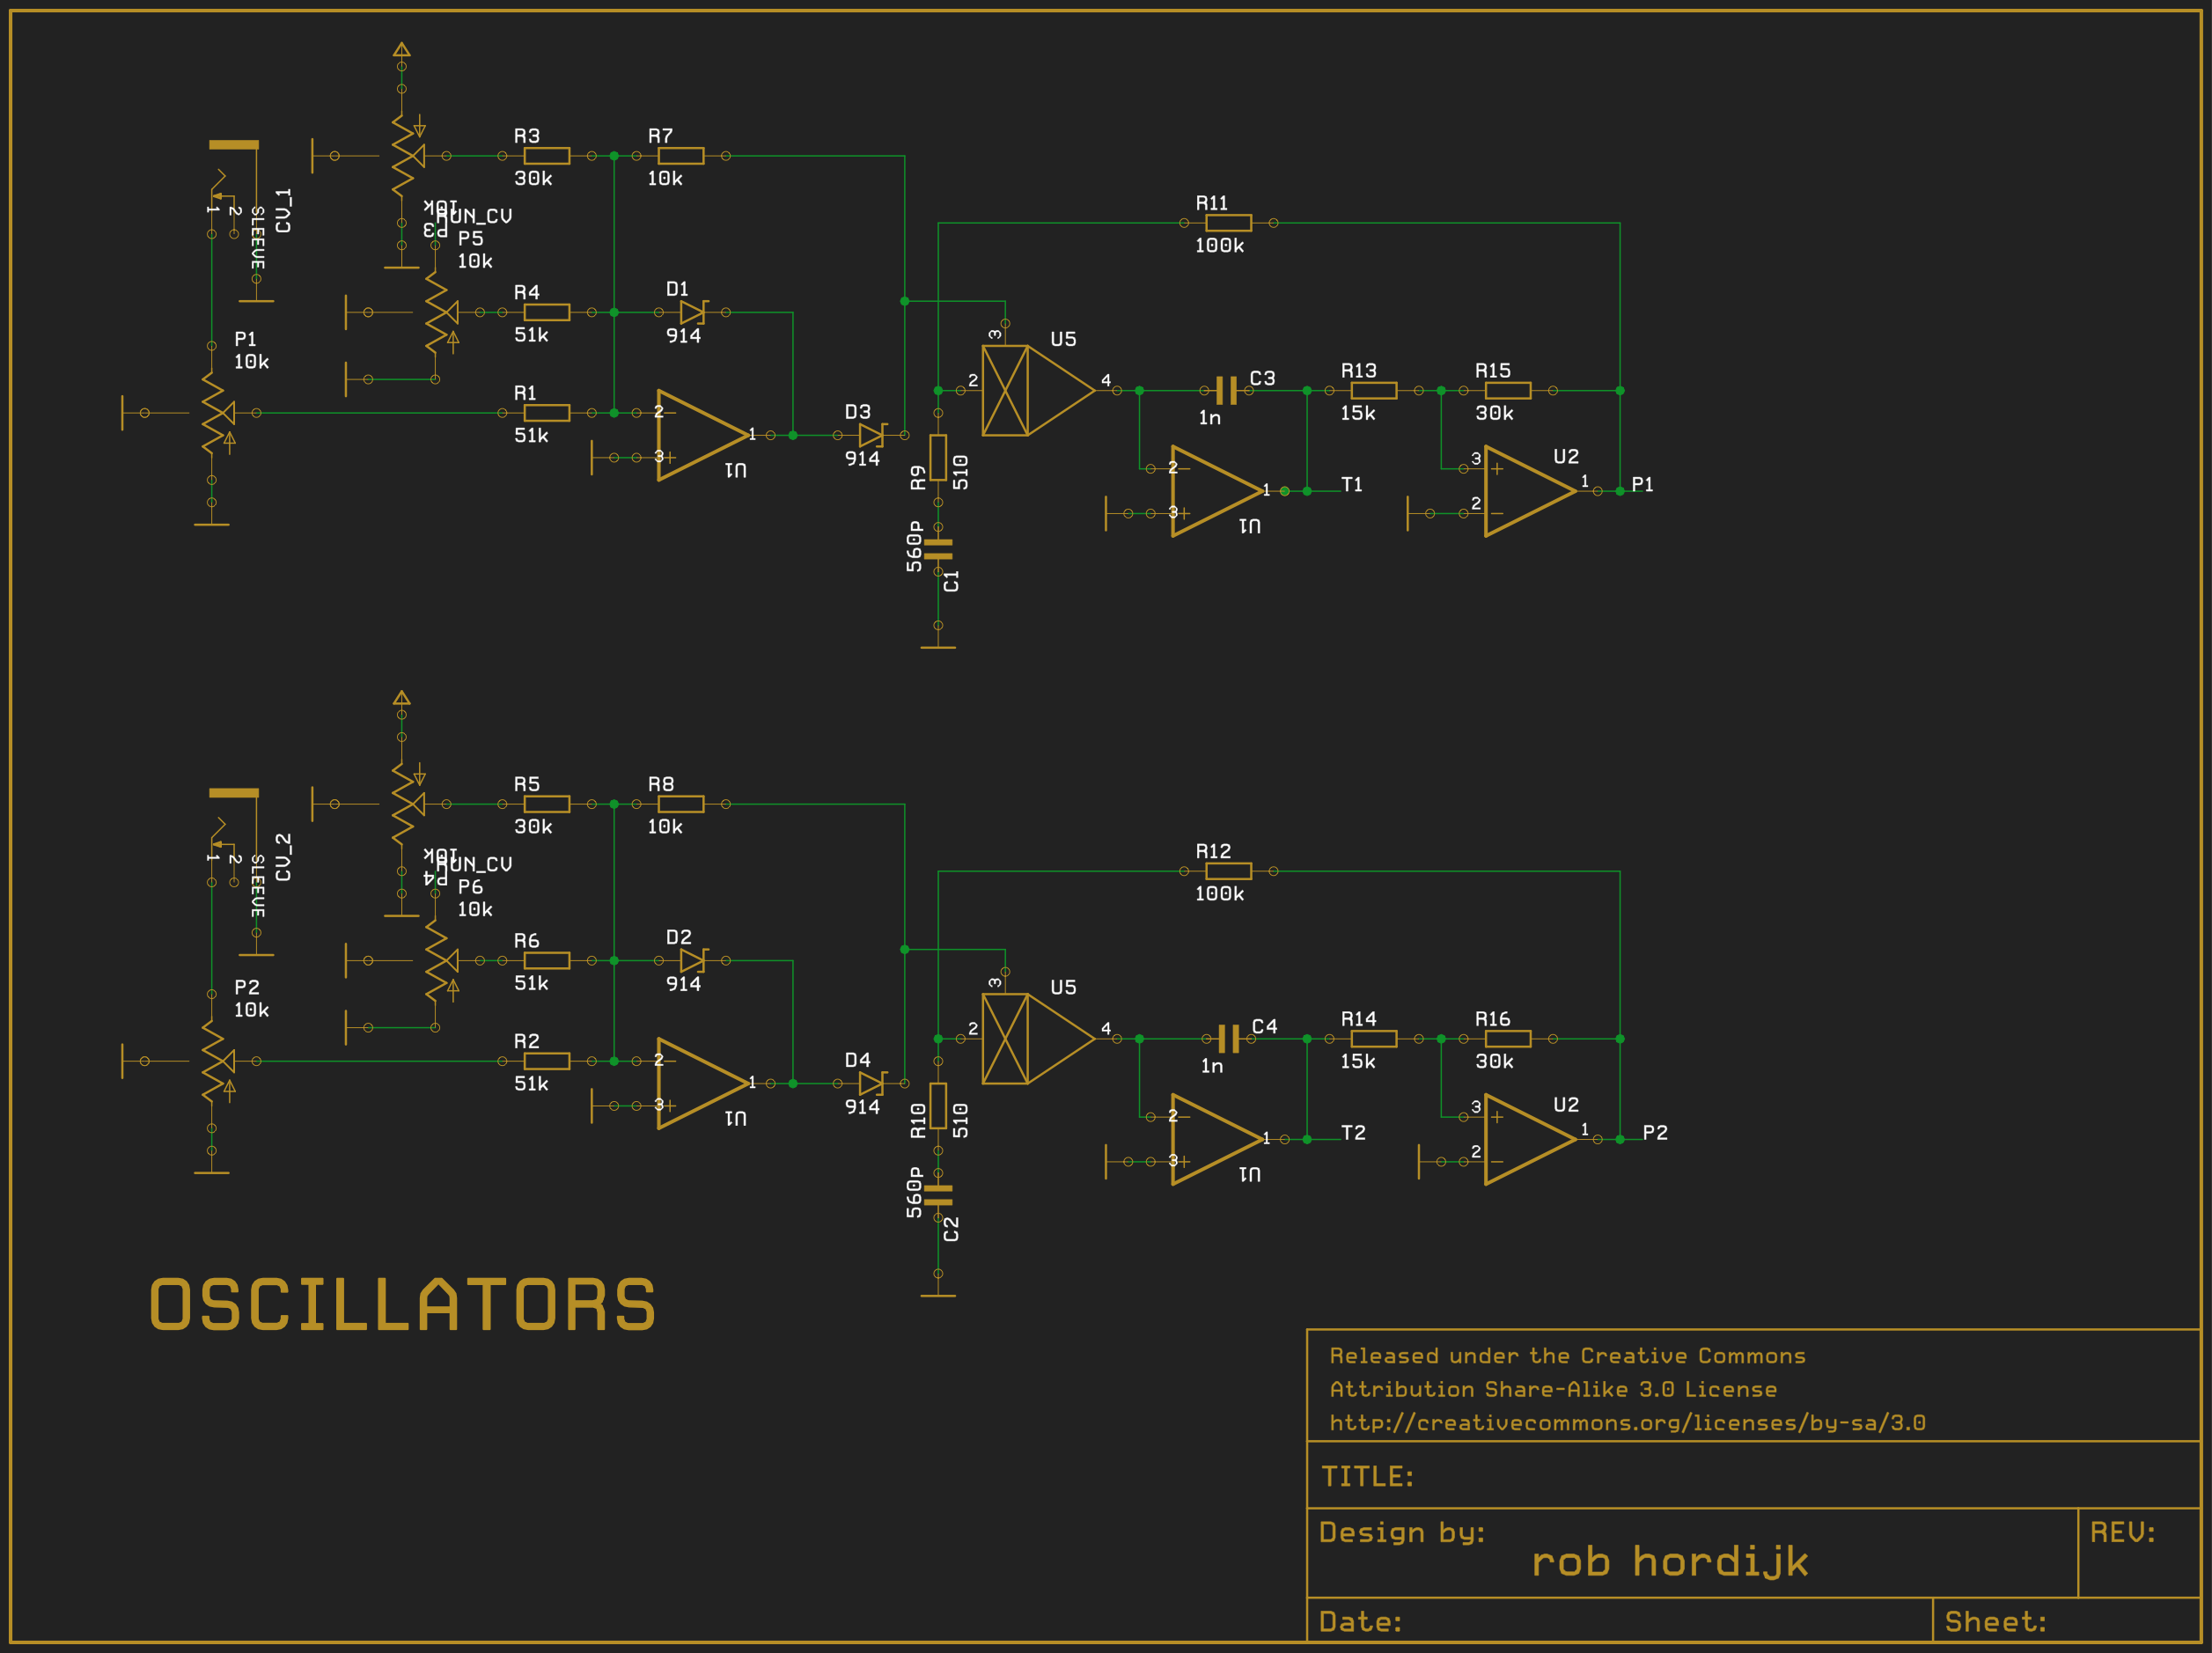 R3
30k
R7
10k
CV_1
1
2
SLEEVE
10k
P3
RUN_CV
P5
10k
R11
100k
R4
51k
D1
914
P1
10k
R1
51k
2
3
1
U1
D3
914
R9
510
560p
C1
3
2
U5
4
C3
1n
R13
15k
R15
30k
2
3
1
U1
T1
3
2
U2
1
P1
R5
30k
R8
10k
CV_2
1
2
SLEEVE
10k
P4
RUN_CV
P6
10k
R12
100k
R6
51k
D2
914
P2
10k
R2
51k
2
3
1
U1
D4
914
R10
510
560p
C2
3
2
U5
4
C4
1n
R14
15k
R16
30k
2
3
1
U1
T2
3
2
U2
1
P2
OSCILLATORS
Released under the Creative Commons
Attribution Share-Alike 3.0 License
http://creativecommons.org/licenses/by-sa/3.0
TITLE:
Design by:
rob hordijk
REV:
Date:
Sheet: